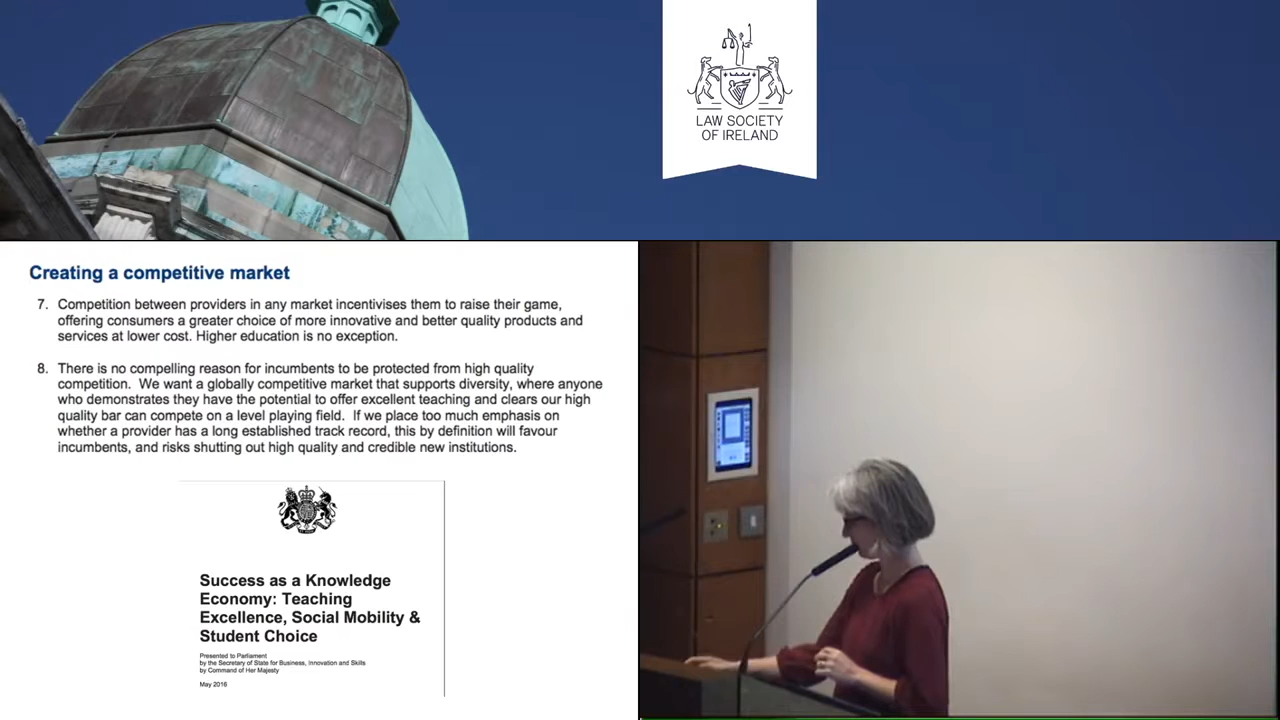 LAW SOCIETY
OF IRELAND
Creating a competitive market
7. Competition between providers in any market incentivises them to raise their game,
offering consumers a greater choice of more innovative and better quality products and
services at lower cost. Higher education is no exception.
8. There is no compelling reason for incumbents to be protected from high quality
competition. We want a globally competitive market that supports diversity, where anyone
who demonstrates they have the potential to offer excellent teaching and clears our high
quality bar can compete on a level playing field. If we place too much emphasis on
whether a provider has a long established track record, this by definition will favour
incumbents, and risks shutting out high quality and credible new institutions.
Success as a Knowledge
Economy: Teaching
Excellence, Social Mobility &
Student Choice
Presented to Parliament
by the Secretary of State for Business, Innovation and Skills
by Command of Her Majesty
May 2016